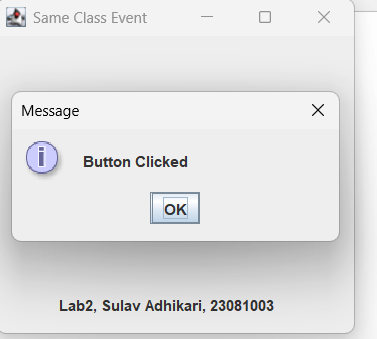 Same Class Event
Message
Button Clicked
OK
Lab2, Sulav Adhikari, 23081003